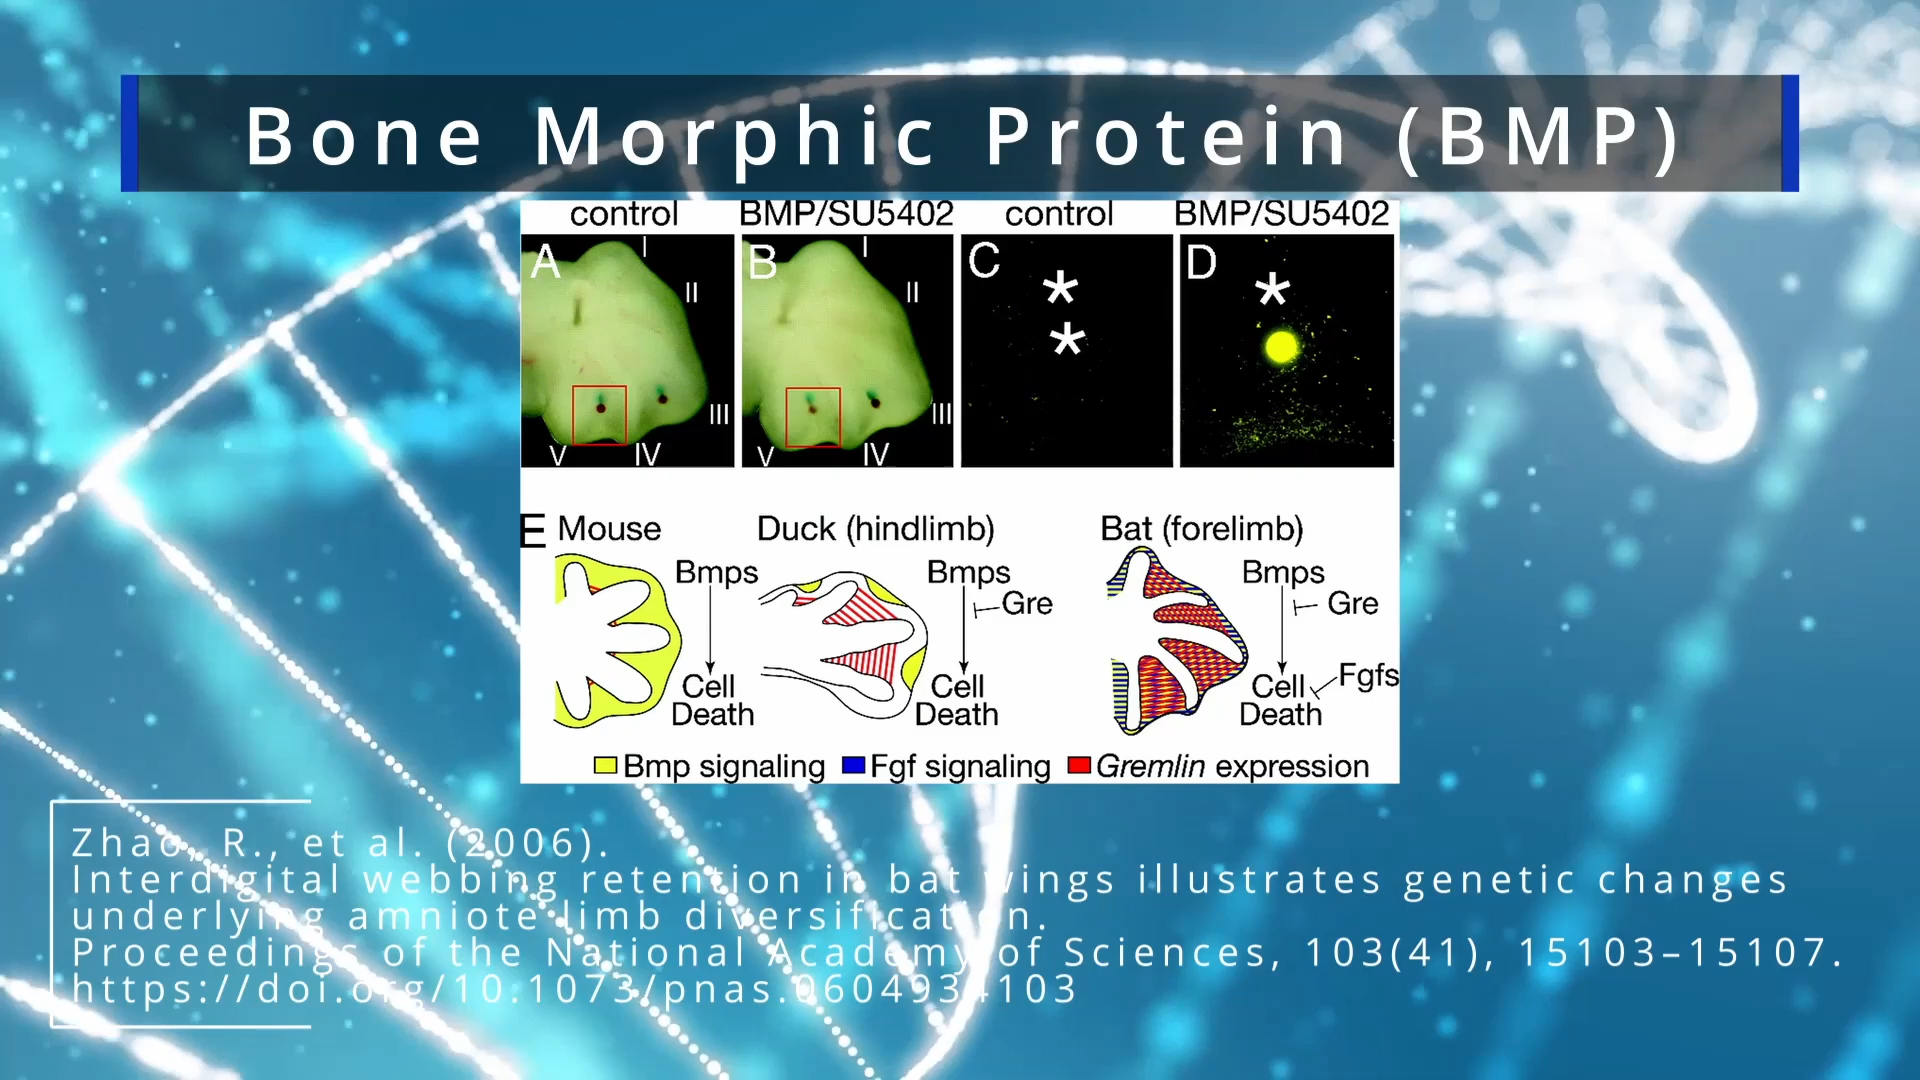 Bone Morphic Protein (BMP)
control BMP/SU5402 control BMP/SU5402
A I II III IV V
B I II III IV V
C * *
D *
E Mouse Duck (hindlimb) Bat (forelimb)
Bmps Bmps Bmps
Gre Gre
Fgfs
Cell Cell Cell
Death Death Death
Bmp signaling Fgf signaling Gremlin expression
Zhao, R., et al. (2006).
Interdigital webbing retention in bat wings illustrates genetic changes
underlying amniote limb diversification.
Proceedings of the National Academy of Sciences, 103(41), 15103–15107.
https://doi.org/10.1073/pnas.0604934103